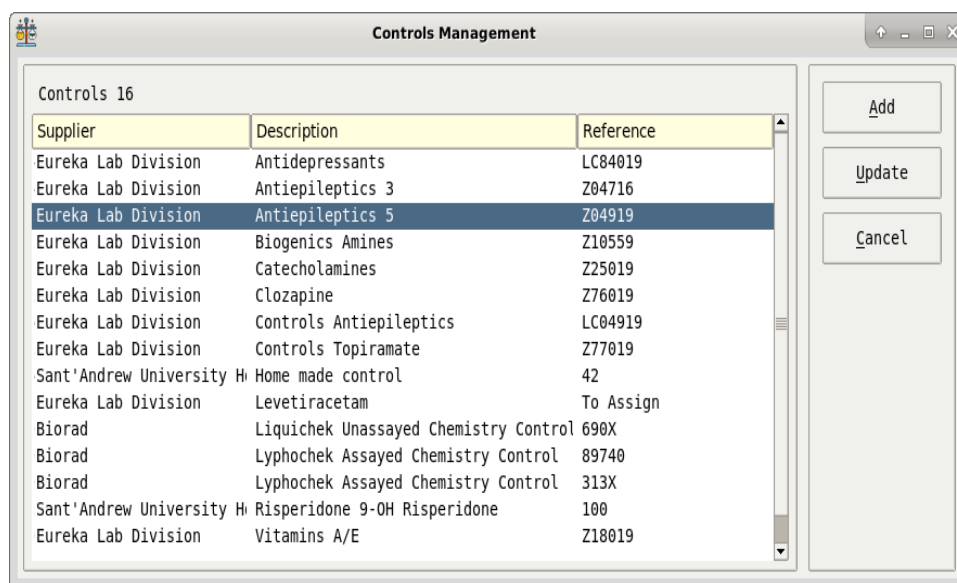 Controls Management
Controls 16
Supplier Description Reference
Eureka Lab Division Antidepressants LC84019
Eureka Lab Division Antiepileptics 3 Z04716
Eureka Lab Division Antiepileptics 5 Z04919
Eureka Lab Division Biogenics Amines Z10559
Eureka Lab Division Catecholamines Z25019
Eureka Lab Division Clozapine Z76019
Eureka Lab Division Controls Antiepileptics LC04919
Eureka Lab Division Controls Topiramate Z77019
Sant'Andrew University H Home made control 42
Eureka Lab Division Levetiracetam To Assign
Biorad Liquichek Unassayed Chemistry Control 690X
Biorad Lyphochek Assayed Chemistry Control 89740
Biorad Lyphochek Assayed Chemistry Control 313X
Sant'Andrew University H Risperidone 9-OH Risperidone 100
Eureka Lab Division Vitamins A/E Z18019
Add
Update
Cancel